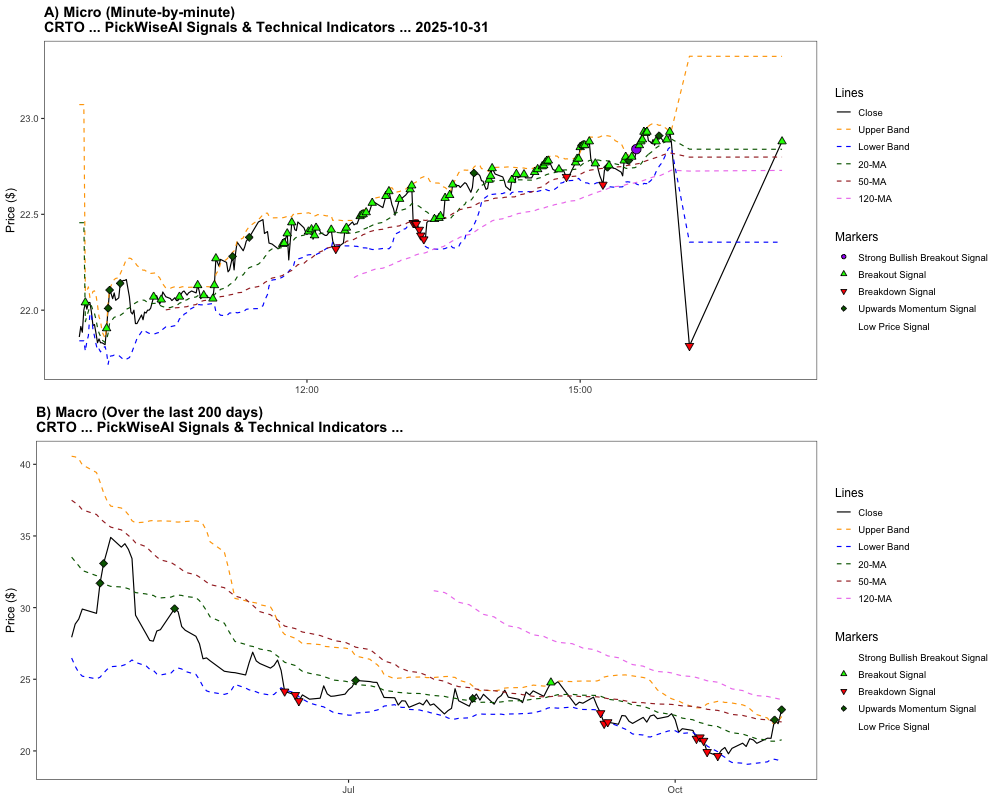 A) Micro (Minute-by-minute)
CRTO ... PickWiseAI Signals & Technical Indicators ... 2025-10-31
Price ($)
23.0
22.5
22.0
12:00
15:00
Lines
Close
Upper Band
Lower Band
20-MA
50-MA
120-MA
Markers
Strong Bullish Breakout Signal
Breakout Signal
Breakdown Signal
Upwards Momentum Signal
Low Price Signal
B) Macro (Over the last 200 days)
CRTO ... PickWiseAI Signals & Technical Indicators ...
Price ($)
40
35
30
25
20
Jul
Oct
Lines
Close
Upper Band
Lower Band
20-MA
50-MA
120-MA
Markers
Strong Bullish Breakout Signal
Breakout Signal
Breakdown Signal
Upwards Momentum Signal
Low Price Signal